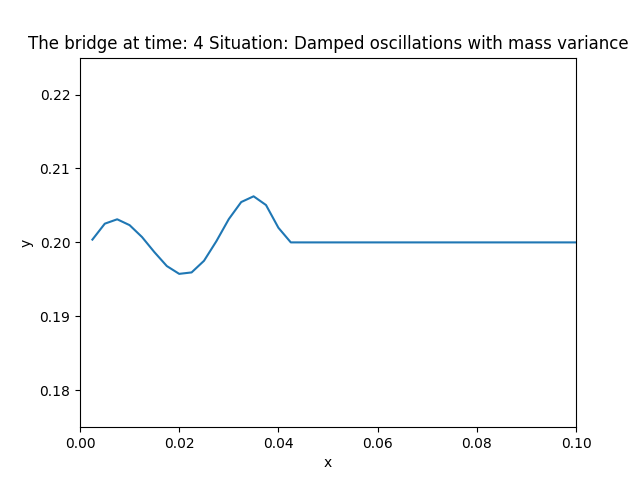 The bridge at time: 4 Situation: Damped oscillations with mass variance
0.22
0.21
0.20
0.19
0.18
y
0.00 0.02 0.04 0.06 0.08 0.10
x